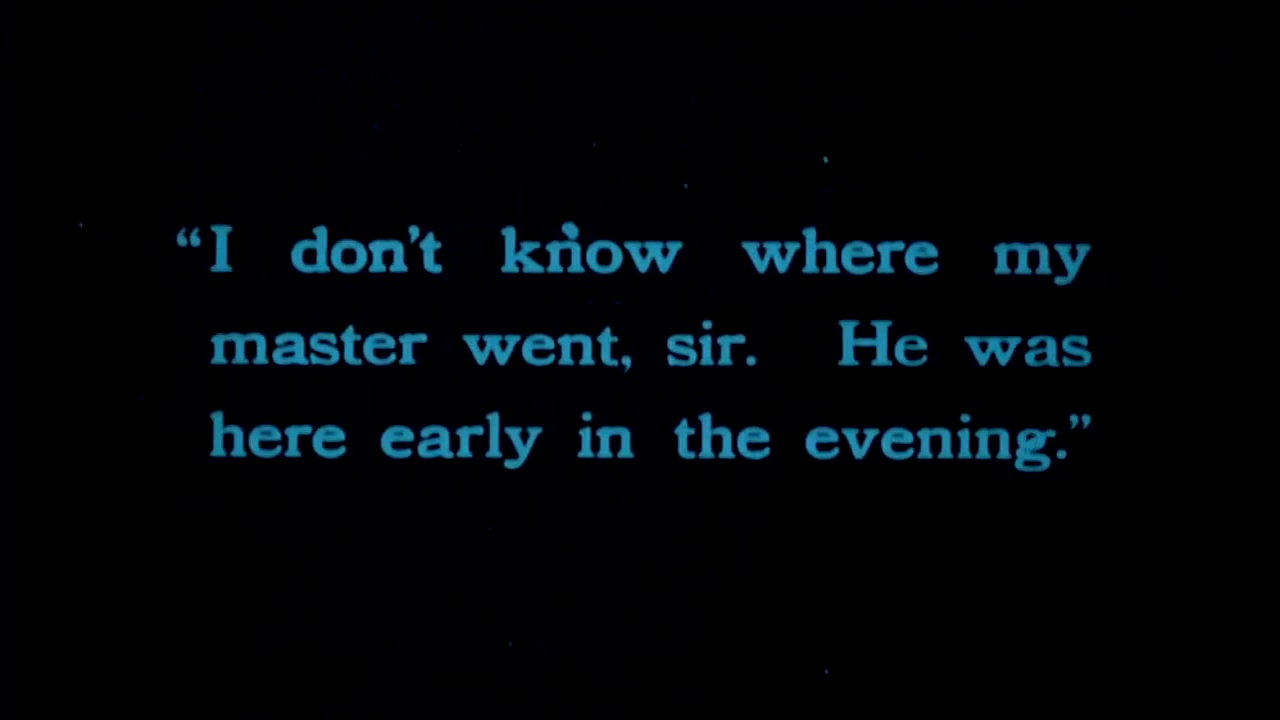 “I don't know where my
master went, sir. He was
here early in the evening.”